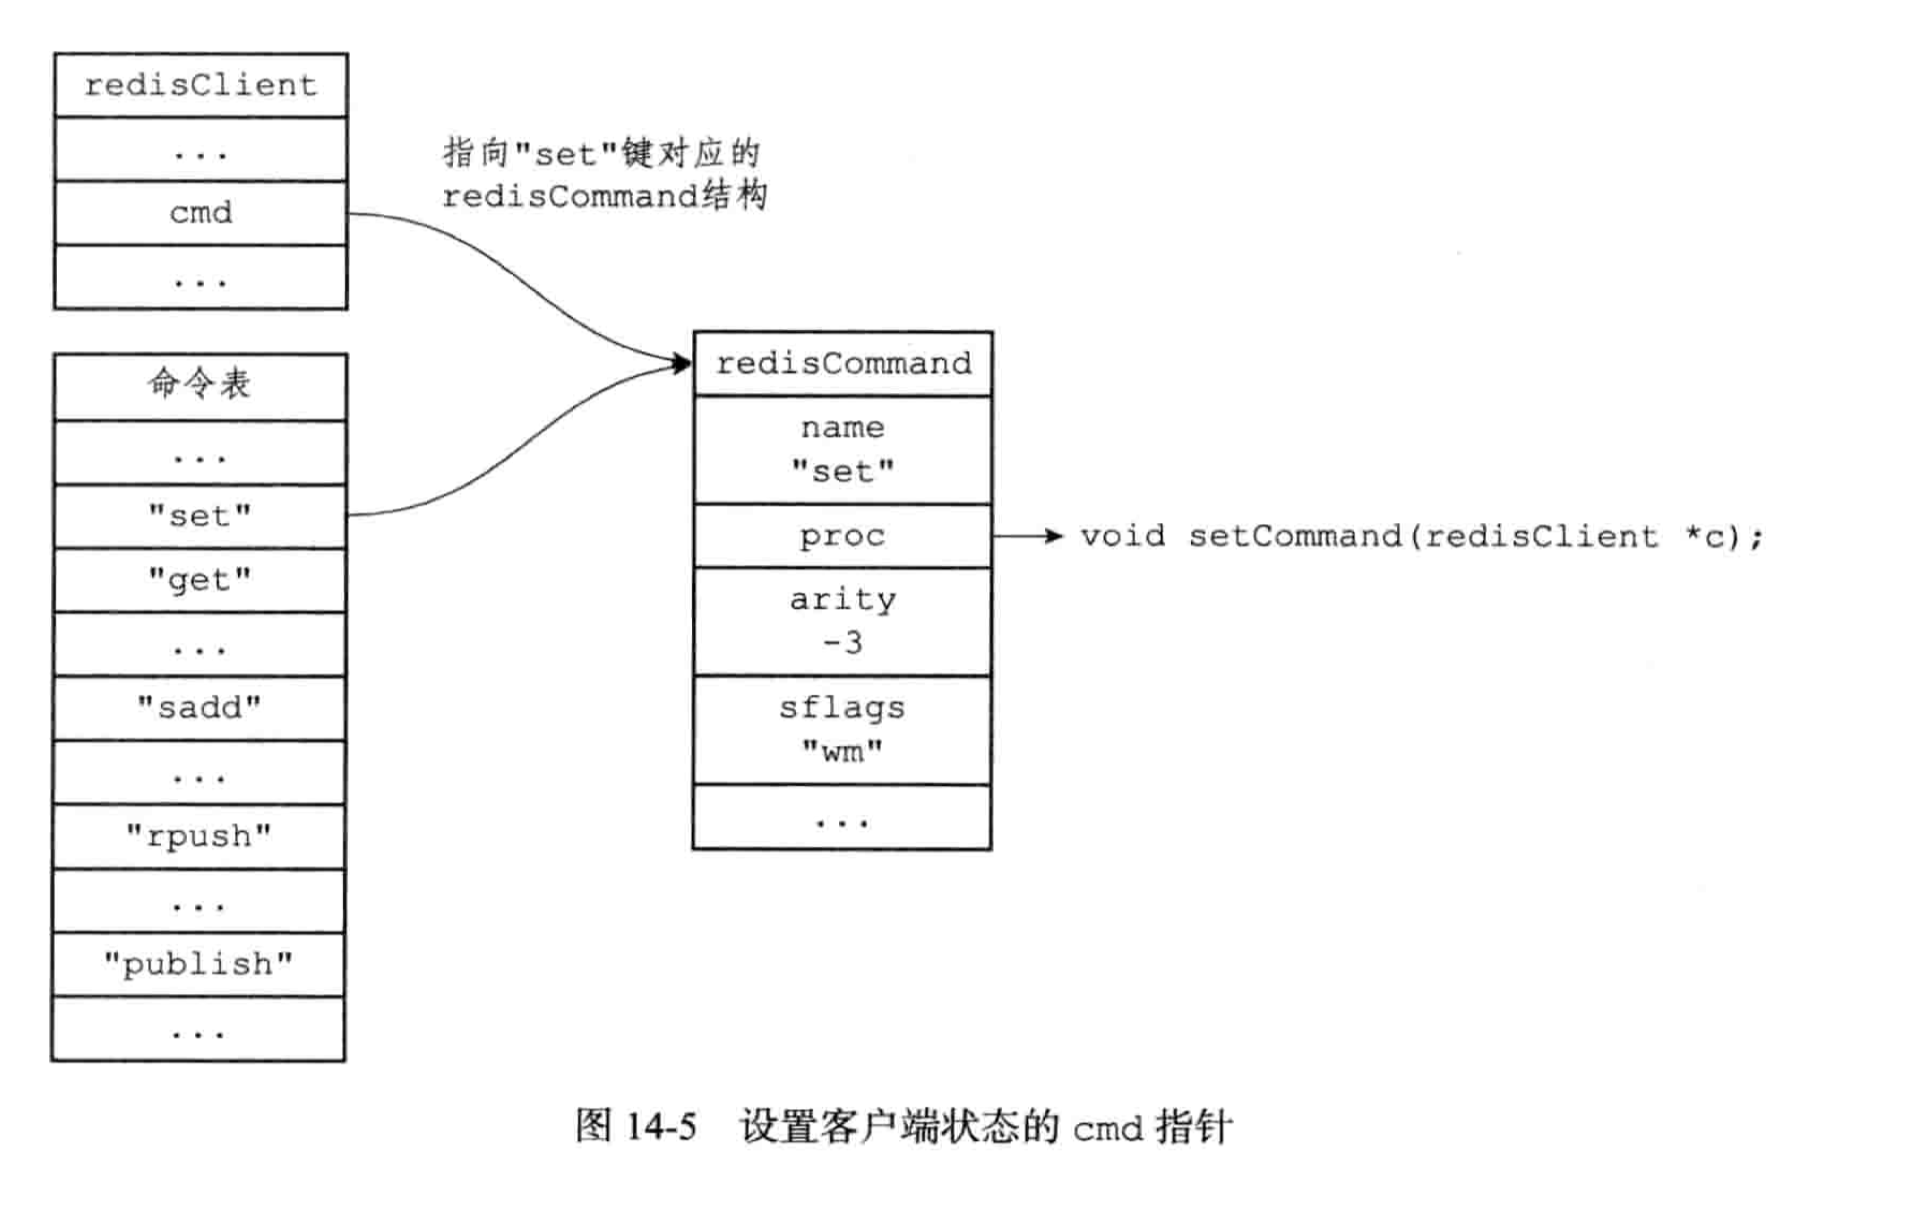 redisClient
...
cmd
...
指向"set"键对应的
redisCommand结构
命令表
...
"set"
"get"
...
"sadd"
...
"rpush"
...
"publish"
...
redisCommand
name
"set"
proc
arity
-3
sflags
"wm"
...
void setCommand(redisClient *c);
图 14-5 设置客户端状态的 cmd 指针